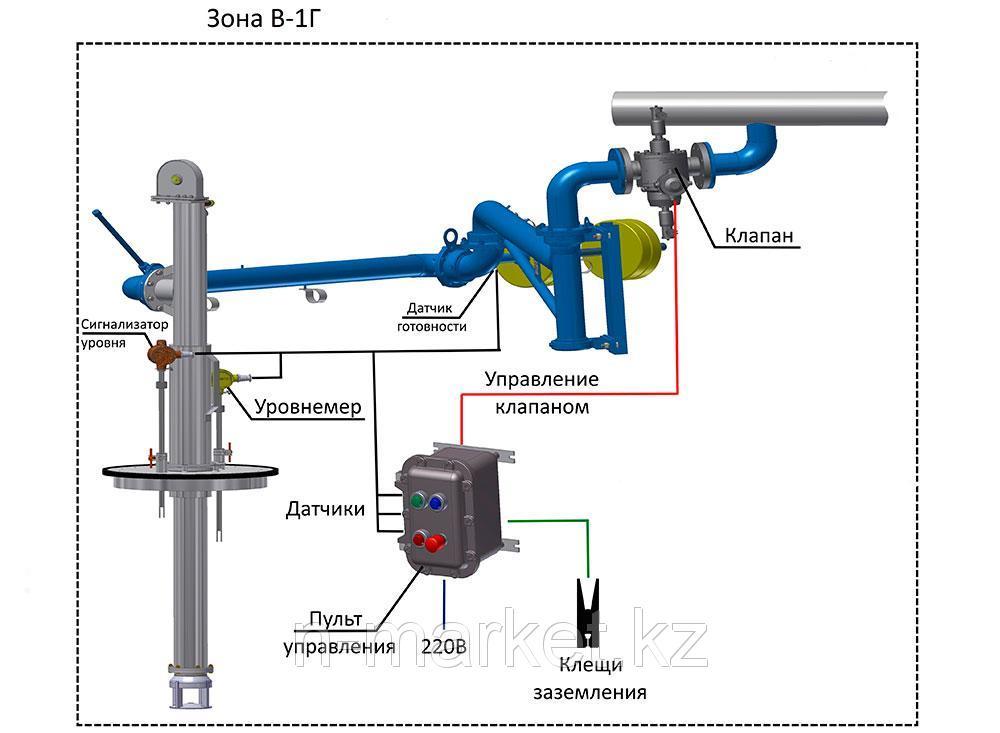 Зона В-1Г
Клапан
Датчик
готовности
Сигнализатор
уровня
Управление
клапаном
Уровнемер
Датчики
Пульт
управления
220В
Клещи
заземления
n-market.kz